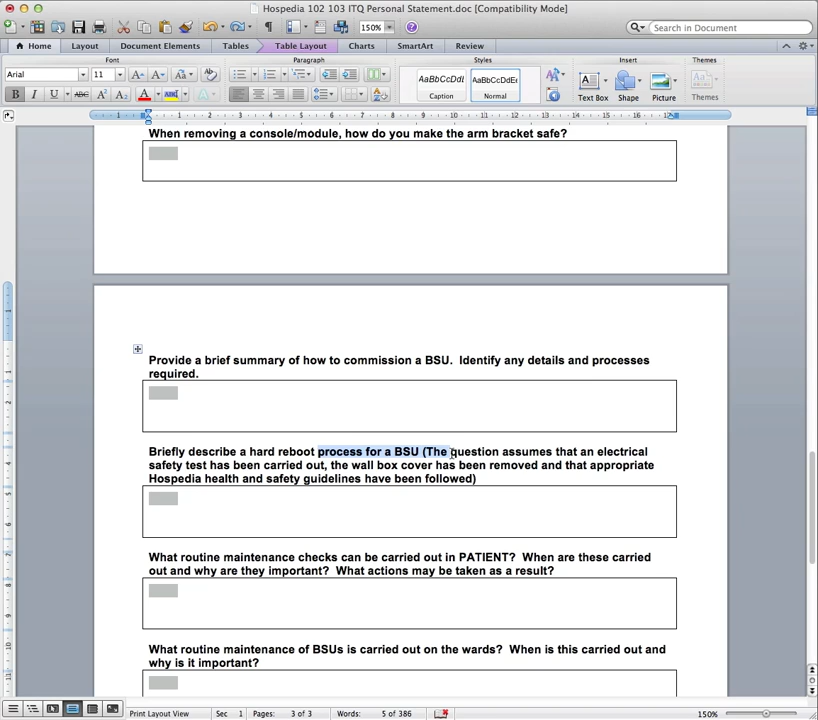 Hospedia 102 103 ITQ Personal Statement.doc [Compatibility Mode]
150%
Search in Document
Home
Layout
Document Elements
Tables
Table Layout
Charts
SmartArt
Review
Font
Paragraph
Styles
Insert
Themes
Arial
11
AaBbCcDdI
Caption
AaBbCcDdEe
Normal
Text Box
Shape
Picture
Themes
B I U ABC A² A₂
When removing a console/module, how do you make the arm bracket safe?
Provide a brief summary of how to commission a BSU.  Identify any details and processes
required.
Briefly describe a hard reboot process for a BSU (The question assumes that an electrical
safety test has been carried out, the wall box cover has been removed and that appropriate
Hospedia health and safety guidelines have been followed)
What routine maintenance checks can be carried out in PATIENT?  When are these carried
out and why are they important?  What actions may be taken as a result?
What routine maintenance of BSUs is carried out on the wards?  When is this carried out and
why is it important?
Print Layout View
Sec 1
Pages: 3 of 3
Words: 5 of 386
150%